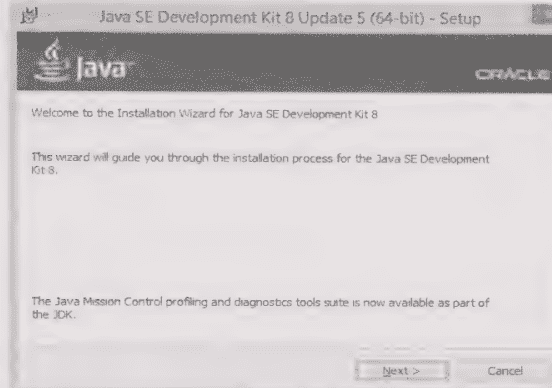 Java SE Development Kit 8 Update 5 (64-bit) - Setup
Java
ORACLE
Welcome to the Installation Wizard for Java SE Development Kit 8
This wizard will guide you through the installation process for the Java SE Development
Kit 8.
The Java Mission Control profiling and diagnostics tools suite is now available as part of
the JDK.
Next >
Cancel